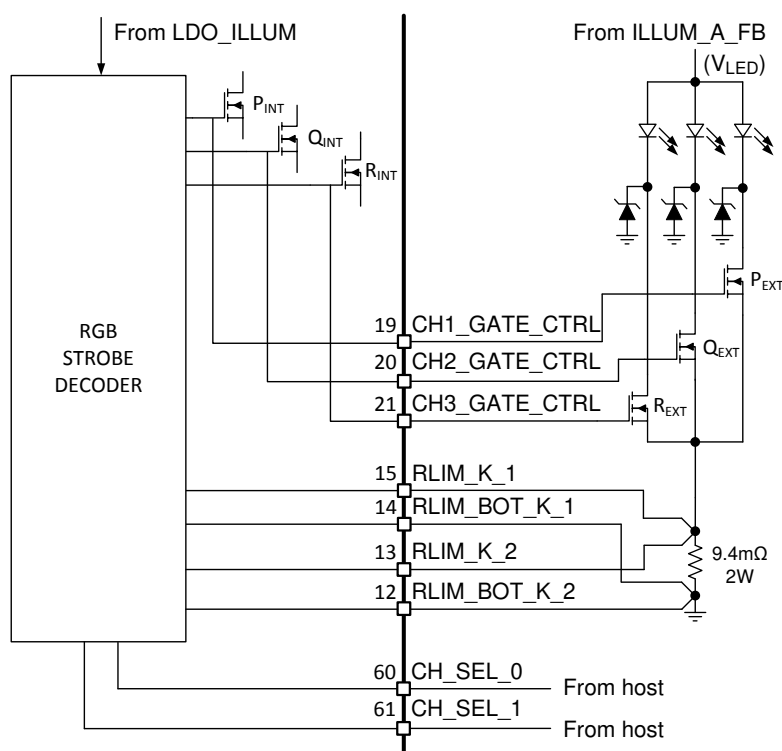 From LDO_ILLUM
From ILLUM_A_FB
(VLED)
PINT
QINT
RINT
PEXT
QEXT
REXT
RGB
STROBE
DECODER
19 CH1_GATE_CTRL
20 CH2_GATE_CTRL
21 CH3_GATE_CTRL
15 RLIM_K_1
14 RLIM_BOT_K_1
13 RLIM_K_2
12 RLIM_BOT_K_2
9.4mΩ
2W
60 CH_SEL_0
From host
61 CH_SEL_1
From host